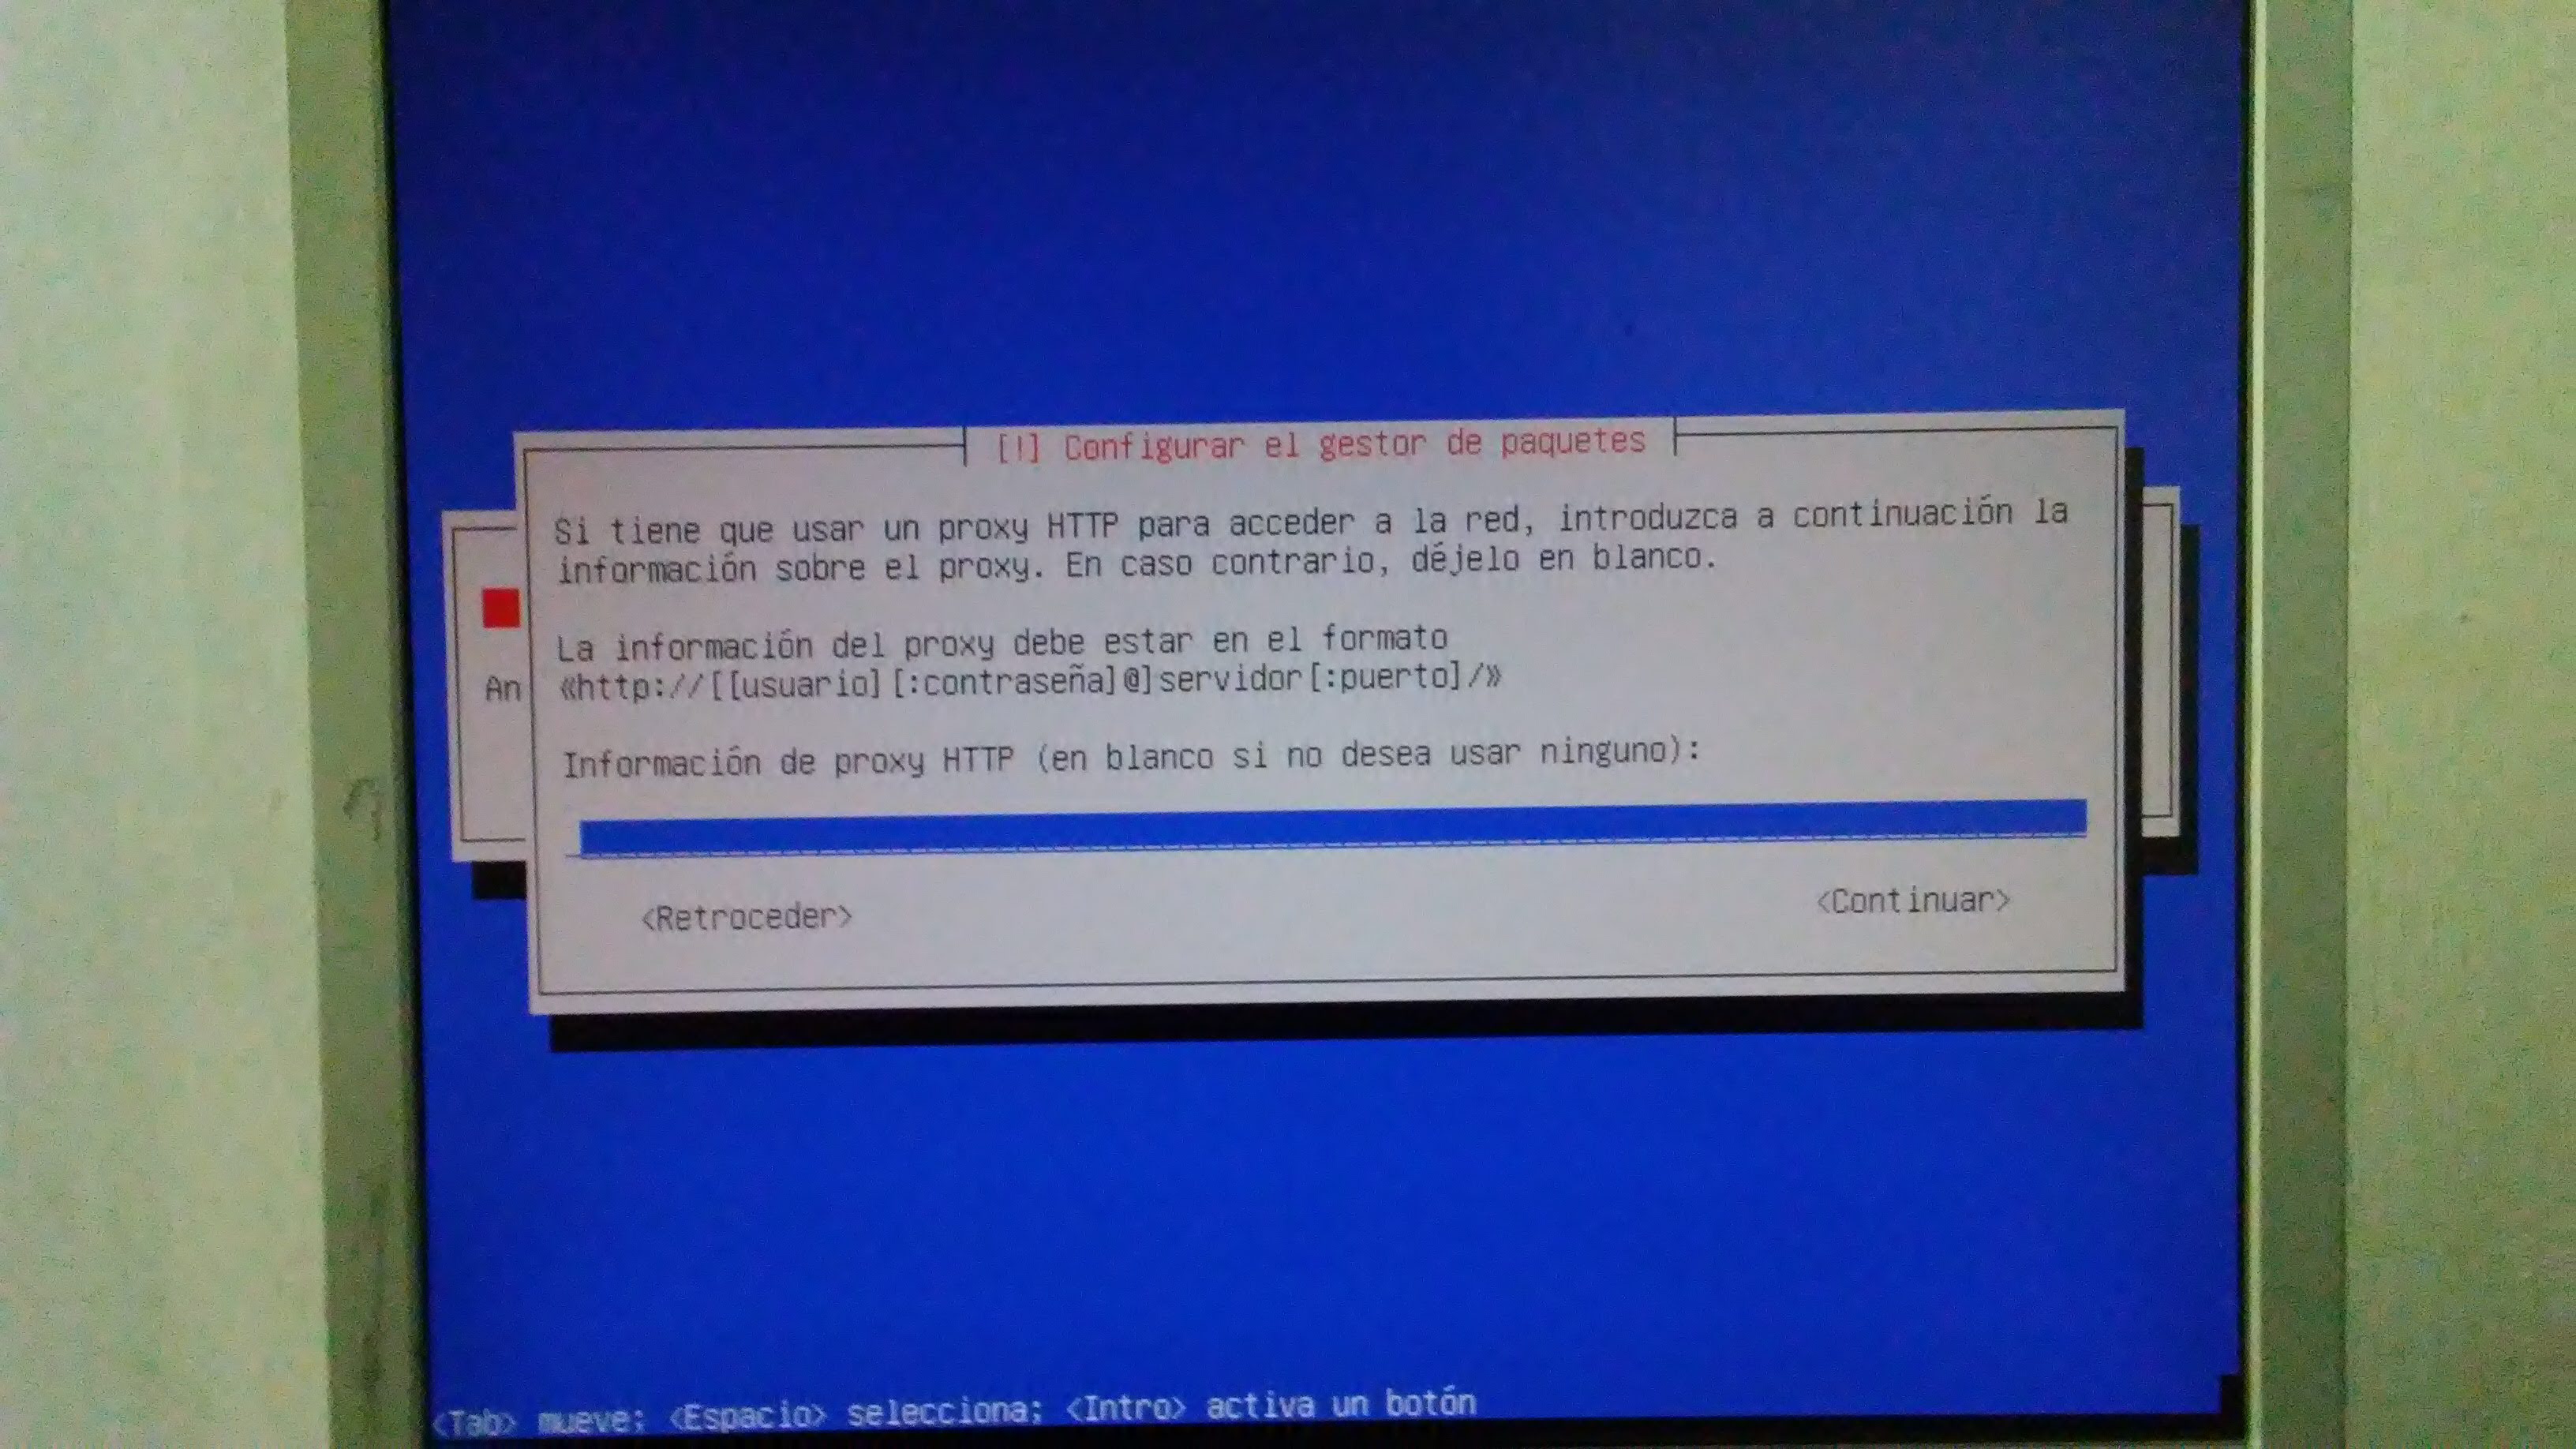 [!] Configurar el gestor de paquetes
Si tiene que usar un proxy HTTP para acceder a la red, introduzca a continuación la
información sobre el proxy. En caso contrario, déjelo en blanco.
La información del proxy debe estar en el formato
«http://[[usuario][:contraseña]@]servidor[:puerto]/»
An
Información de proxy HTTP (en blanco si no desea usar ninguno):
<Retroceder>
<Continuar>
<Tab> mueve; <Espacio> selecciona; <Intro> activa un botón